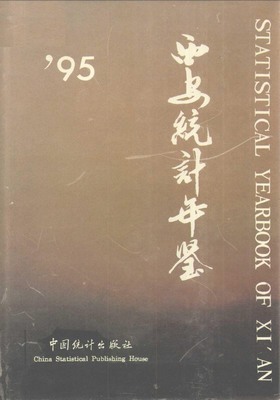 '95
西安統計年鑒
STATISTICAL YEARBOOK OF XI'AN
中国统计出版社
China Statistical Publishing House